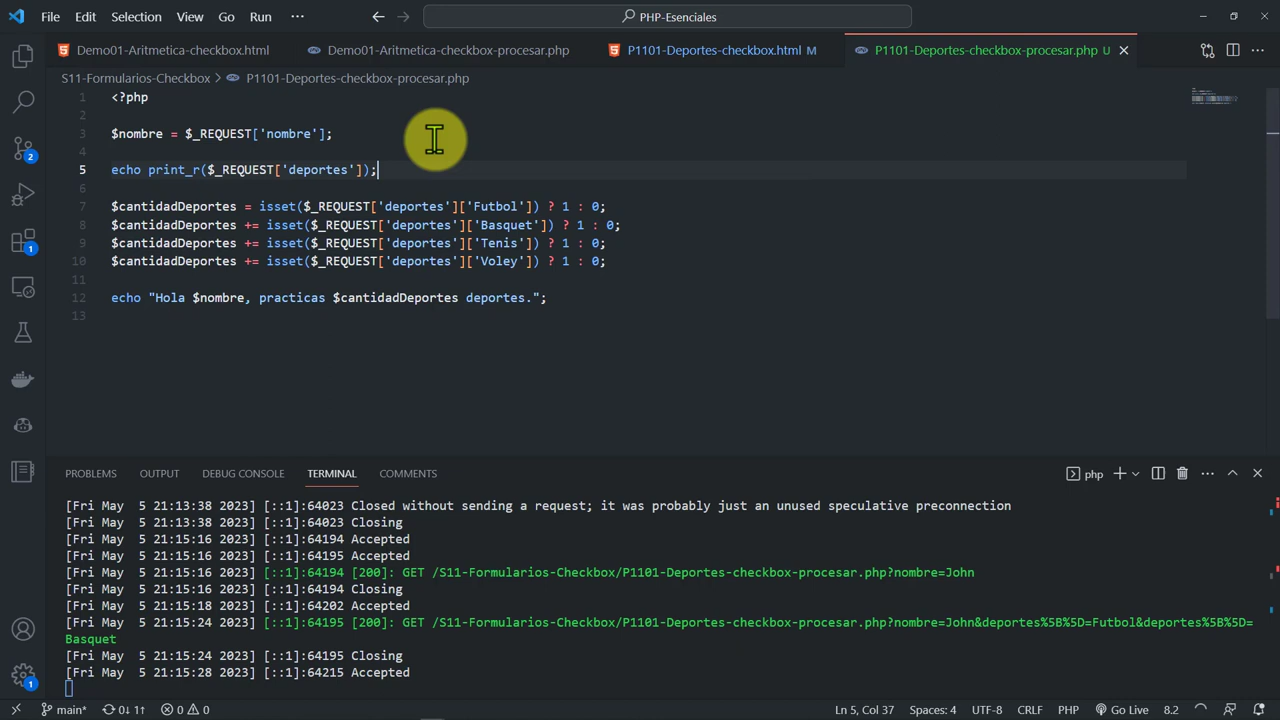 File Edit Selection View Go Run ··· PHP-Esenciales
Demo01-Aritmetica-checkbox.html Demo01-Aritmetica-checkbox-procesar.php P1101-Deportes-checkbox.html M P1101-Deportes-checkbox-procesar.php U
S11-Formularios-Checkbox > P1101-Deportes-checkbox-procesar.php
1 <?php
2
3 $nombre = $_REQUEST['nombre'];
4
5 echo print_r($_REQUEST['deportes']);
6
7 $cantidadDeportes = isset($_REQUEST['deportes']['Futbol']) ? 1 : 0;
8 $cantidadDeportes += isset($_REQUEST['deportes']['Basquet']) ? 1 : 0;
9 $cantidadDeportes += isset($_REQUEST['deportes']['Tenis']) ? 1 : 0;
10 $cantidadDeportes += isset($_REQUEST['deportes']['Voley']) ? 1 : 0;
11
12 echo "Hola $nombre, practicas $cantidadDeportes deportes.";
13
2
1
1
PROBLEMS OUTPUT DEBUG CONSOLE TERMINAL COMMENTS php
[Fri May  5 21:13:38 2023] [::1]:64023 Closed without sending a request; it was probably just an unused speculative preconnection
[Fri May  5 21:13:38 2023] [::1]:64023 Closing
[Fri May  5 21:15:16 2023] [::1]:64194 Accepted
[Fri May  5 21:15:16 2023] [::1]:64195 Accepted
[Fri May  5 21:15:16 2023] [::1]:64194 [200]: GET /S11-Formularios-Checkbox/P1101-Deportes-checkbox-procesar.php?nombre=John
[Fri May  5 21:15:16 2023] [::1]:64194 Closing
[Fri May  5 21:15:18 2023] [::1]:64202 Accepted
[Fri May  5 21:15:24 2023] [::1]:64195 [200]: GET /S11-Formularios-Checkbox/P1101-Deportes-checkbox-procesar.php?nombre=John&deportes%5B%5D=Futbol&deportes%5B%5D=
Basquet
[Fri May  5 21:15:24 2023] [::1]:64195 Closing
[Fri May  5 21:15:28 2023] [::1]:64215 Accepted
main* 0↓ 1↑ 0 0 Ln 5, Col 37 Spaces: 4 UTF-8 CRLF PHP Go Live 8.2